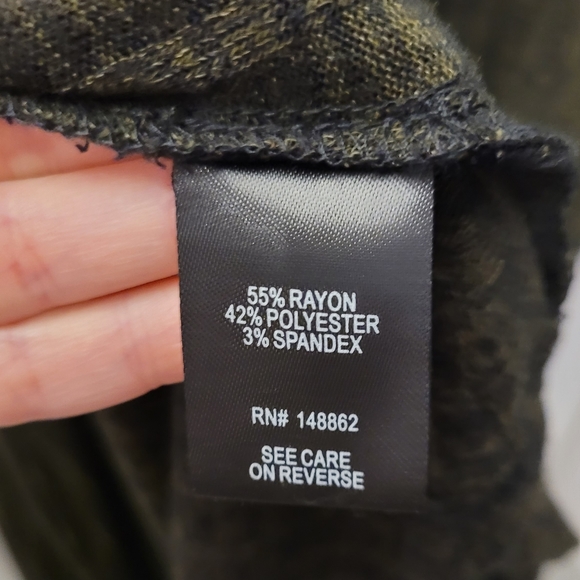 55% RAYON
42% POLYESTER
3% SPANDEX
RN# 148862
SEE CARE
ON REVERSE